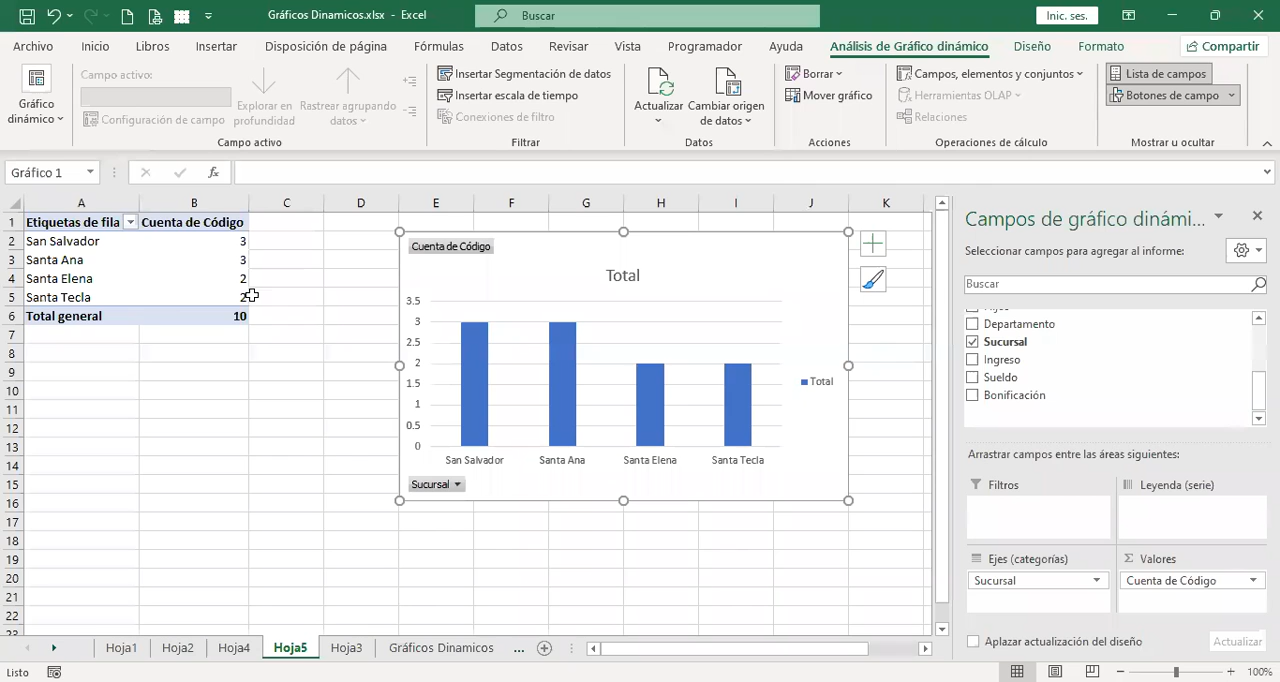 Gráficos Dinamicos.xlsx - Excel
Buscar
Inic. ses.
Archivo Inicio Libros Insertar Disposición de página Fórmulas Datos Revisar Vista Programador Ayuda Análisis de Gráfico dinámico Diseño Formato Compartir
Gráfico dinámico
Campo activo:
Configuración de campo
Explorar en profundidad
Rastrear agrupando datos
Campo activo
Insertar Segmentación de datos
Insertar escala de tiempo
Conexiones de filtro
Filtrar
Actualizar
Cambiar origen de datos
Datos
Borrar
Mover gráfico
Acciones
Campos, elementos y conjuntos
Herramientas OLAP
Relaciones
Operaciones de cálculo
Lista de campos
Botones de campo
Mostrar u ocultar
Gráfico 1
fx
A B C D E F G H I J K
1 Etiquetas de fila Cuenta de Código
2 San Salvador 3
3 Santa Ana 3
4 Santa Elena 2
5 Santa Tecla 2
6 Total general 10
7
8
9
10
11
12
13
14
15
16
17
18
19
20
21
22
23
Cuenta de Código
Total
3.5
3
2.5
2
1.5
1
0.5
0
San Salvador Santa Ana Santa Elena Santa Tecla
Total
Sucursal
Campos de gráfico dinámi...
Seleccionar campos para agregar al informe:
Buscar
Departamento
Sucursal
Ingreso
Sueldo
Bonificación
Arrastrar campos entre las áreas siguientes:
Filtros
Leyenda (serie)
Ejes (categorías)
Sucursal
Σ Valores
Cuenta de Código
Aplazar actualización del diseño
Actualizar
Hoja1 Hoja2 Hoja4 Hoja5 Hoja3 Gráficos Dinamicos ...
Listo
100%